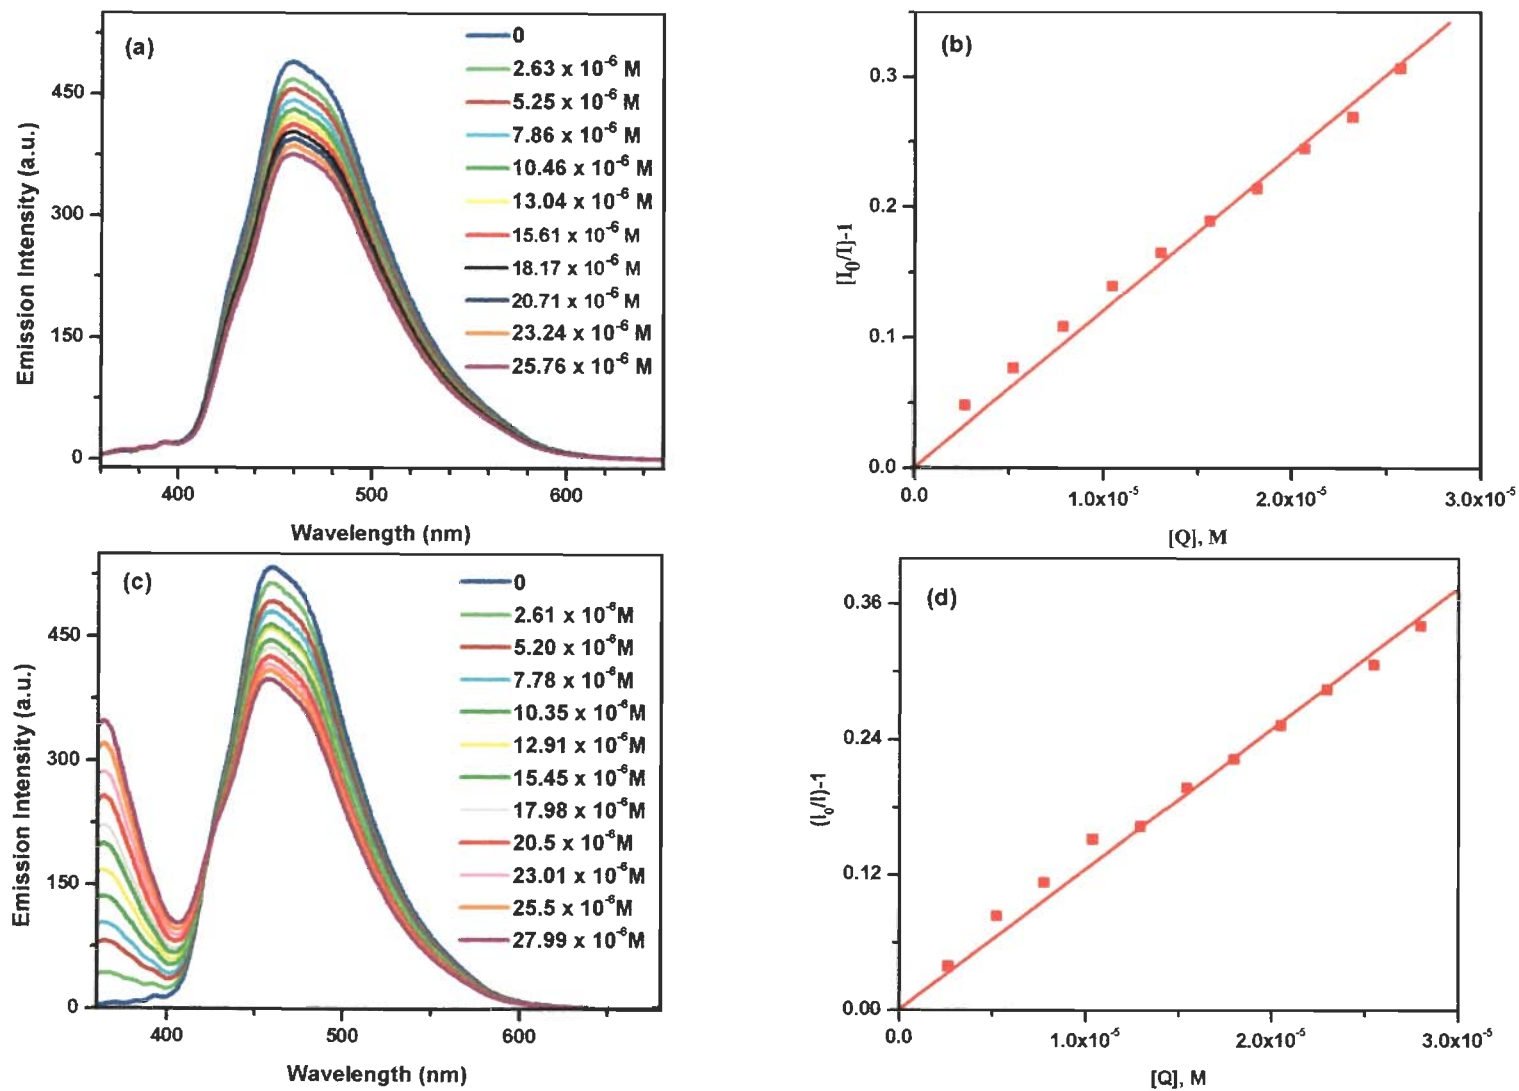 (a)
0
2.63 x 10⁻⁶ M
5.25 x 10⁻⁶ M
7.86 x 10⁻⁶ M
10.46 x 10⁻⁶ M
13.04 x 10⁻⁶ M
15.61 x 10⁻⁶ M
18.17 x 10⁻⁶ M
20.71 x 10⁻⁶ M
23.24 x 10⁻⁶ M
25.76 x 10⁻⁶ M
450
300
150
0
Emission Intensity (a.u.)
400 500 600
Wavelength (nm)
(b)
0.3
0.2
0.1
0.0
[I₀/I]-1
0.0 1.0x10⁻⁵ 2.0x10⁻⁵ 3.0x10⁻⁵
[Q], M
(c)
0
2.61 x 10⁻⁶M
5.20 x 10⁻⁶M
7.78 x 10⁻⁶M
10.35 x 10⁻⁶M
12.91 x 10⁻⁶M
15.45 x 10⁻⁶M
17.98 x 10⁻⁶M
20.5 x 10⁻⁶M
23.01 x 10⁻⁶M
25.5 x 10⁻⁶M
27.99 x 10⁻⁶M
450
300
150
0
Emission Intensity (a.u.)
400 500 600
Wavelength (nm)
(d)
0.36
0.24
0.12
0.00
(I₀/I)-1
0.0 1.0x10⁻⁵ 2.0x10⁻⁵ 3.0x10⁻⁵
[Q], M